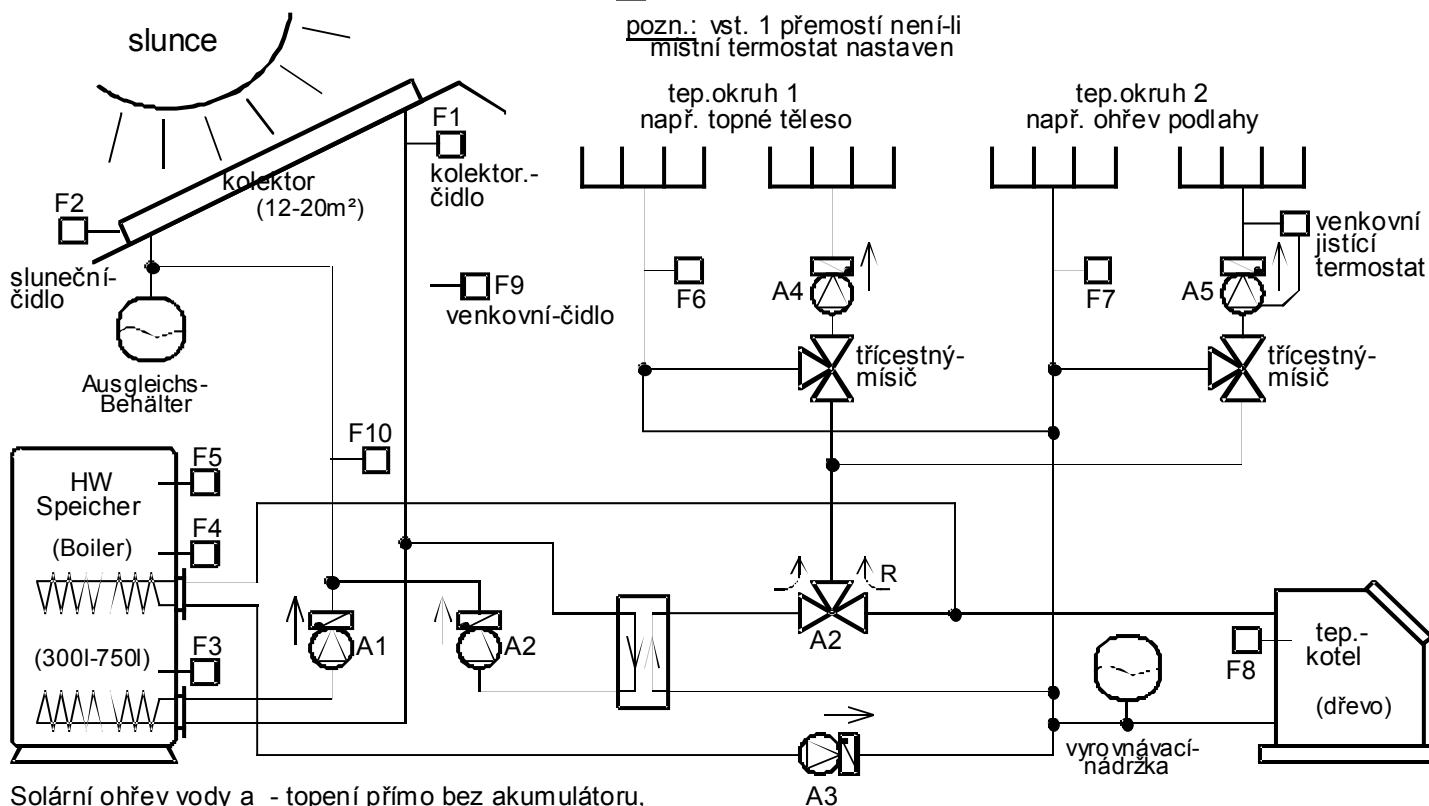 pozn.: vst. 1 přemostí není-li
místní termostat nastaven
slunce
tep.okruh 1
např. topné těleso
tep.okruh 2
např. ohřev podlahy
F1
kolektor.-
čidlo
kolektor
(12-20m²)
F2
sluneční-
čidlo
F9
venkovní-čidlo
F6
A4
F7
A5
venkovní
jistící
termostat
třícestný-
mísič
třícestný-
mísič
Ausgleichs-
Behälter
F10
HW
Speicher
(Boiler)
F5
F4
(300l-750l)
F3
A1
A2
R
A2
F8
tep.-
kotel
(dřevo)
vyrovnávací-
nádržka
A3
Solární ohřev vody a - topení přímo bez akumulátoru,